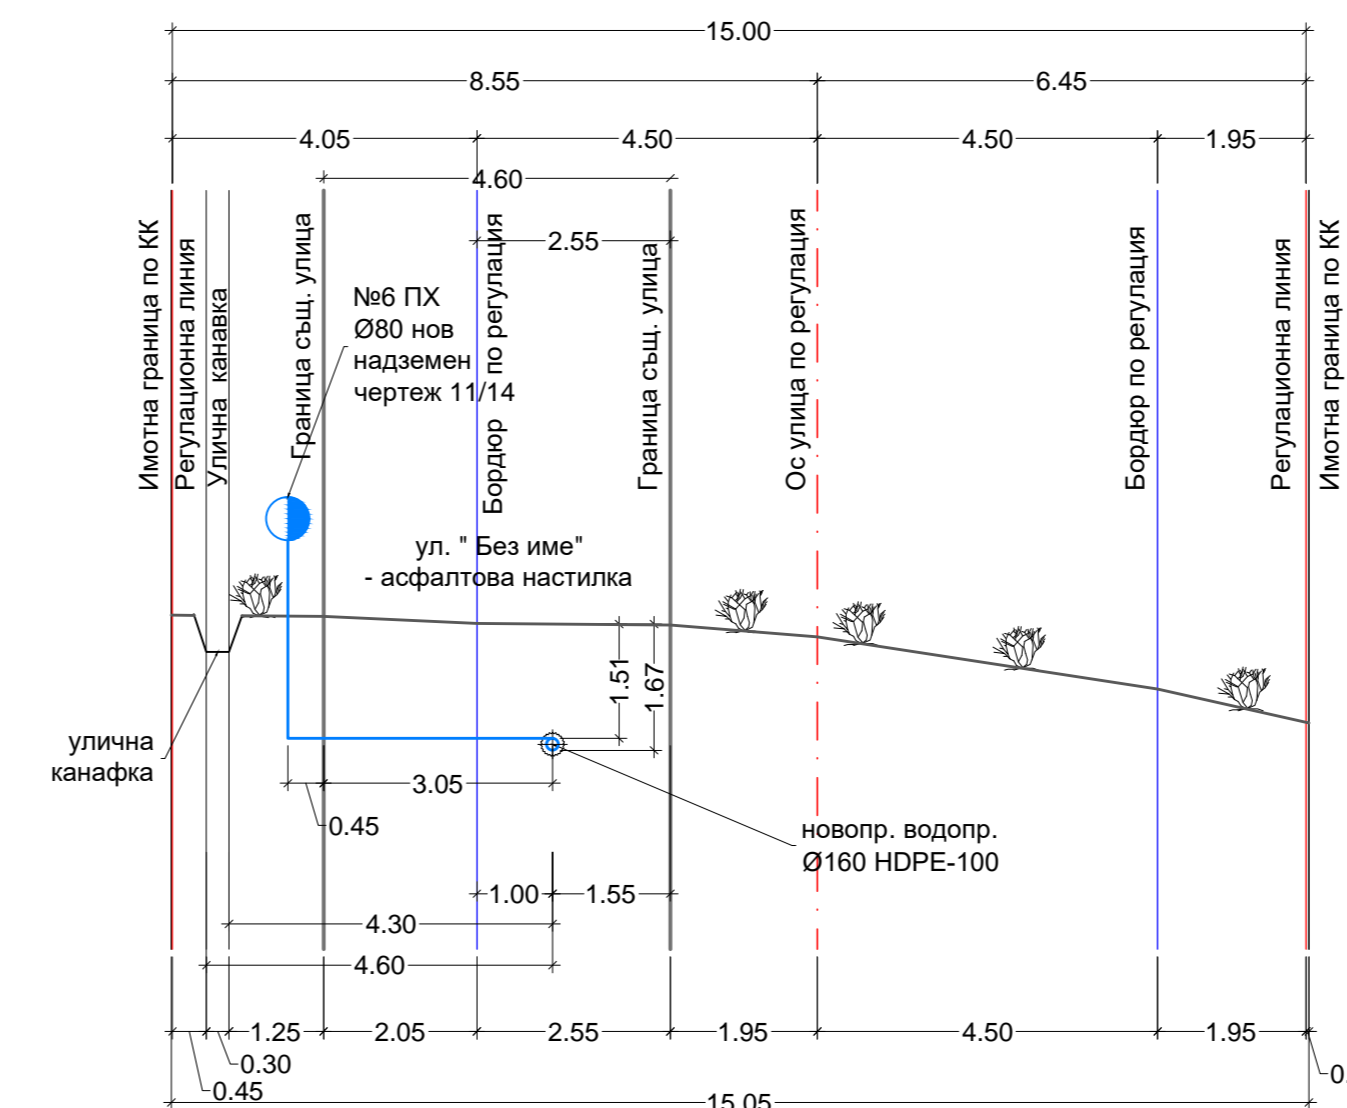 15.00
8.55
6.45
4.05
4.50
4.50
1.95
4.60
2.55
Имотна граница по КК
Регулационна линия
Улична канавка
Граница същ. улица
№6 ПХ
Ø80 нов
надземен
чертеж 11/14
Бордюр по регулация
Граница същ. улица
Ос улица по регулация
Бордюр по регулация
Регулационна линия
Имотна граница по КК
ул. " Без име"
- асфалтова настилка
1.51
1.67
улична
канафка
3.05
0.45
новопр. водопр.
Ø160 HDPE-100
1.00
1.55
4.30
4.60
1.25
2.05
2.55
1.95
4.50
1.95
0.30
0.45
15.05